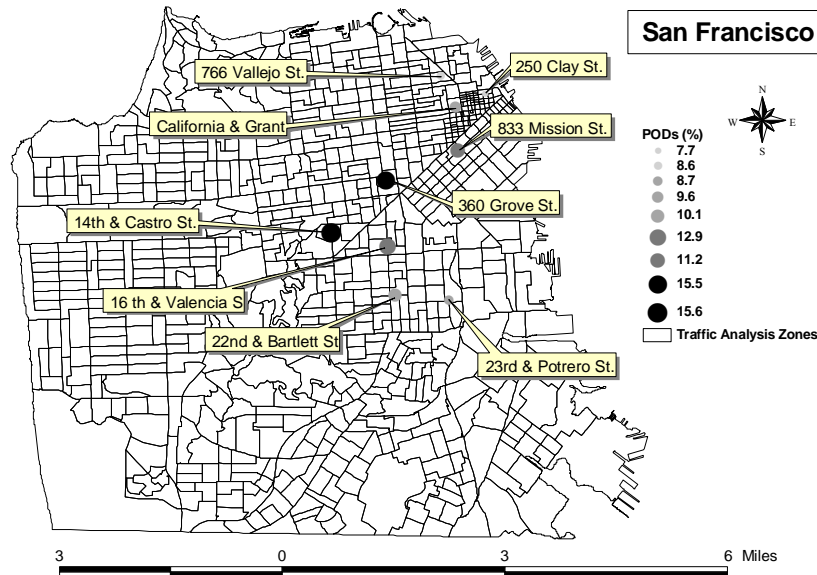 San Francisco
766 Vallejo St.
250 Clay St.
California & Grant
833 Mission St.
N
W
E
S
PODs (%)
7.7
8.6
8.7
9.6
10.1
12.9
11.2
15.5
15.6
Traffic Analysis Zones
360 Grove St.
14th & Castro St.
16 th & Valencia S
22nd & Bartlett St
23rd & Potrero St.
3
0
3
6 Miles